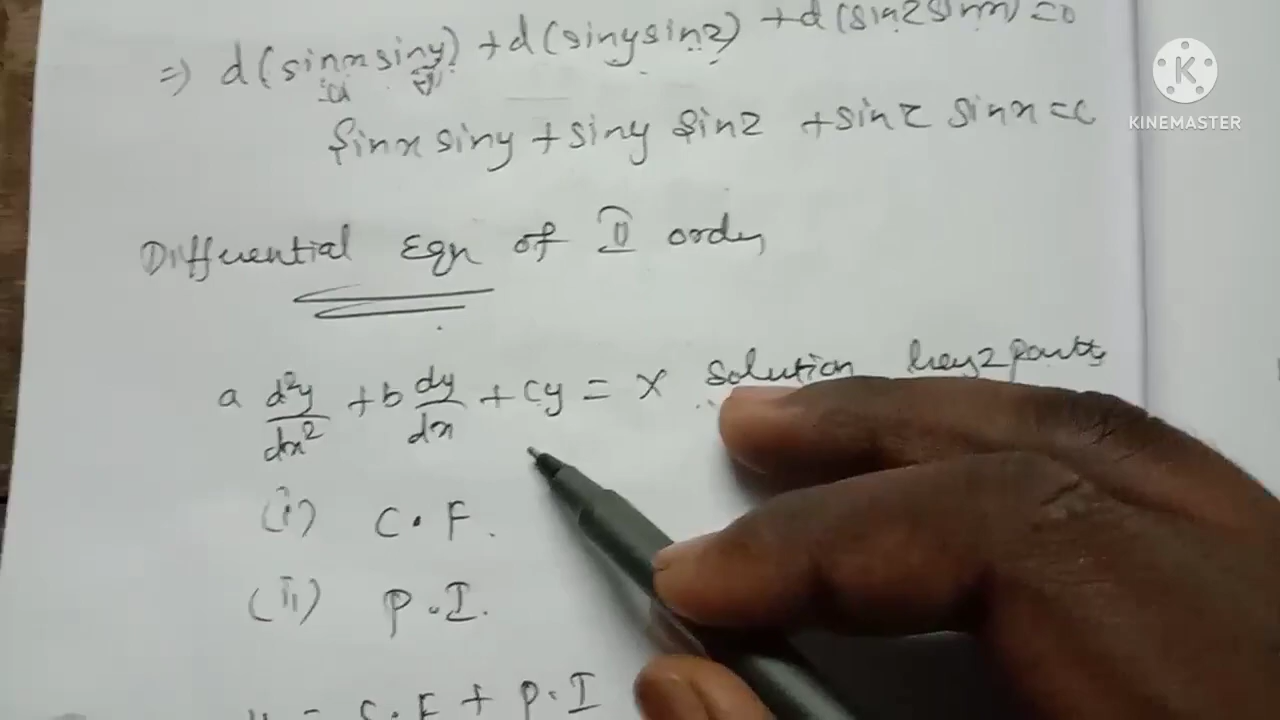 =) d(sinx siny) + d(siny sinz) + d(sinz sinx) = 0
Sinx siny + siny sinz + sinz sinx = c
Differential Eqn of II order
a d²y/dx² + b dy/dx + cy = X solution has 2 parts
(i) C.F.
(ii) P.I.
y = C.F + P.I
KINEMASTER